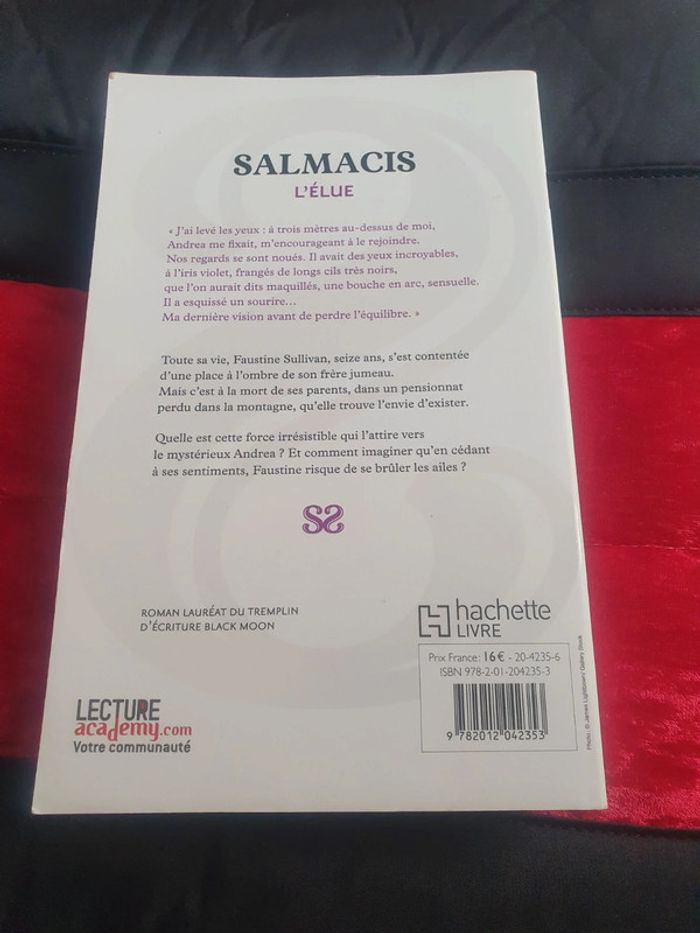 SALMACIS
L'ÉLUE
« J'ai levé les yeux : à trois mètres au-dessus de moi,
Andrea me fixait, m'encourageant à le rejoindre.
Nos regards se sont noués. Il avait des yeux incroyables,
à l'iris violet, frangés de longs cils très noirs,
que l'on aurait dits maquillés, une bouche en arc, sensuelle.
Il a esquissé un sourire...
Ma dernière vision avant de perdre l'équilibre. »
Toute sa vie, Faustine Sullivan, seize ans, s'est contentée
d'une place à l'ombre de son frère jumeau.
Mais c'est à la mort de ses parents, dans un pensionnat
perdu dans la montagne, qu'elle trouve l'envie d'exister.
Quelle est cette force irrésistible qui l'attire vers
le mystérieux Andrea ? Et comment imaginer qu'en cédant
à ses sentiments, Faustine risque de se brûler les ailes ?
ROMAN LAURÉAT DU TREMPLIN
D'ÉCRITURE BLACK MOON
hachette
LIVRE
Prix France : 16 € - 20-4235-6
ISBN 978-2-01-204235-3
9 782012 042353
Photo : © James Lightbown/ Gallery Stock
LECTURE
academy.com
Votre communauté